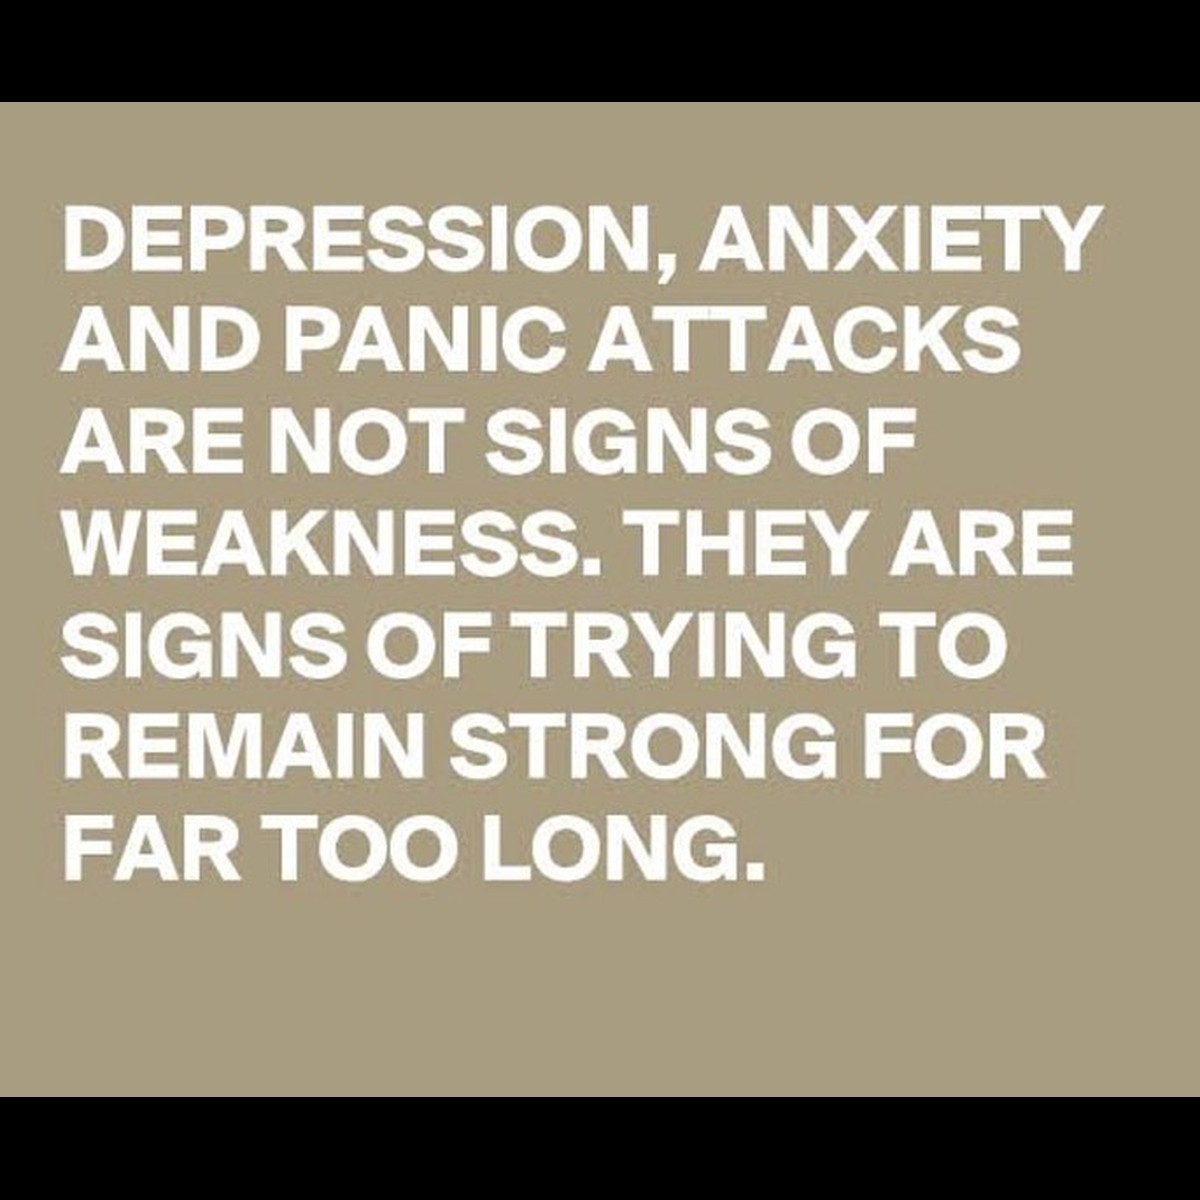 DEPRESSION, ANXIETY
AND PANIC ATTACKS
ARE NOT SIGNS OF
WEAKNESS. THEY ARE
SIGNS OF TRYING TO
REMAIN STRONG FOR
FAR TOO LONG.